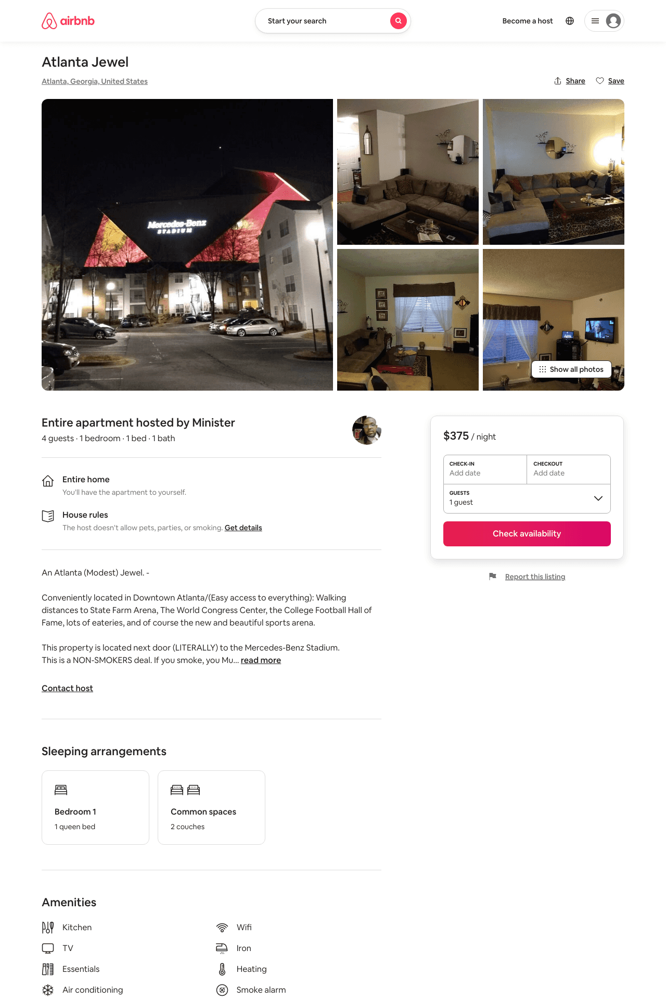 airbnb
Start your search
Become a host
Atlanta Jewel
Atlanta, Georgia, United States
Share
Save
Mercedes-Benz
STADIUM
Show all photos
Entire apartment hosted by Minister
4 guests · 1 bedroom · 1 bed · 1 bath
$375 / night
CHECK-IN
Add date
CHECKOUT
Add date
GUESTS
1 guest
Check availability
Report this listing
Entire home
You'll have the apartment to yourself.
House rules
The host doesn't allow pets, parties, or smoking. Get details
An Atlanta (Modest) Jewel. -
Conveniently located in Downtown Atlanta/(Easy access to everything): Walking
distances to State Farm Arena, The World Congress Center, the College Football Hall of
Fame, lots of eateries, and of course the new and beautiful sports arena.
This property is located next door (LITERALLY) to the Mercedes-Benz Stadium.
This is a NON-SMOKERS deal. If you smoke, you Mu... read more
Contact host
Sleeping arrangements
Bedroom 1
1 queen bed
Common spaces
2 couches
Amenities
Kitchen
Wifi
TV
Iron
Essentials
Heating
Air conditioning
Smoke alarm